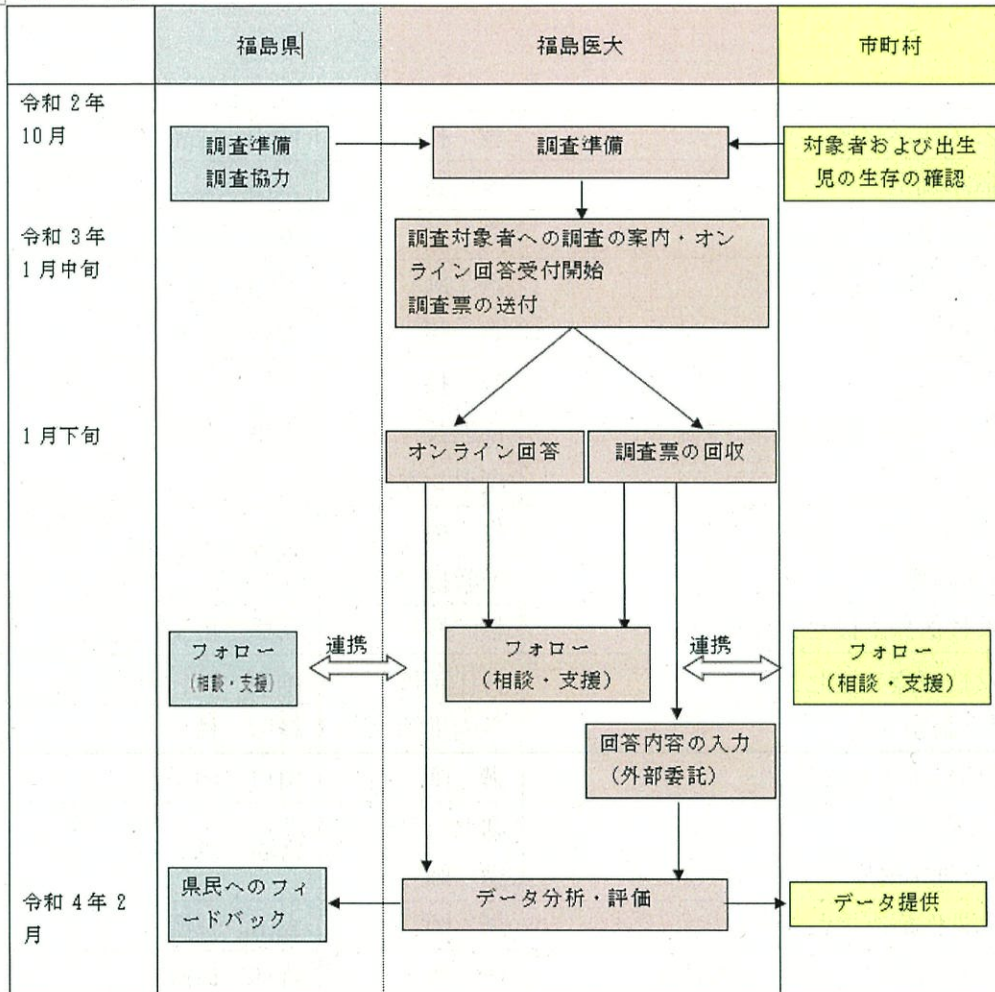 福島県
福島医大
市町村
令和２年
10月
調査準備
調査協力
調査準備
対象者および出生
児の生存の確認
令和３年
１月中旬
調査対象者への調査の案内・オン
ライン回答受付開始
調査票の送付
１月下旬
オンライン回答
調査票の回収
フォロー
（相談・支援）
連携
フォロー
（相談・支援）
連携
フォロー
（相談・支援）
回答内容の入力
（外部委託）
令和４年２
月
県民へのフィ
ードバック
データ分析・評価
データ提供